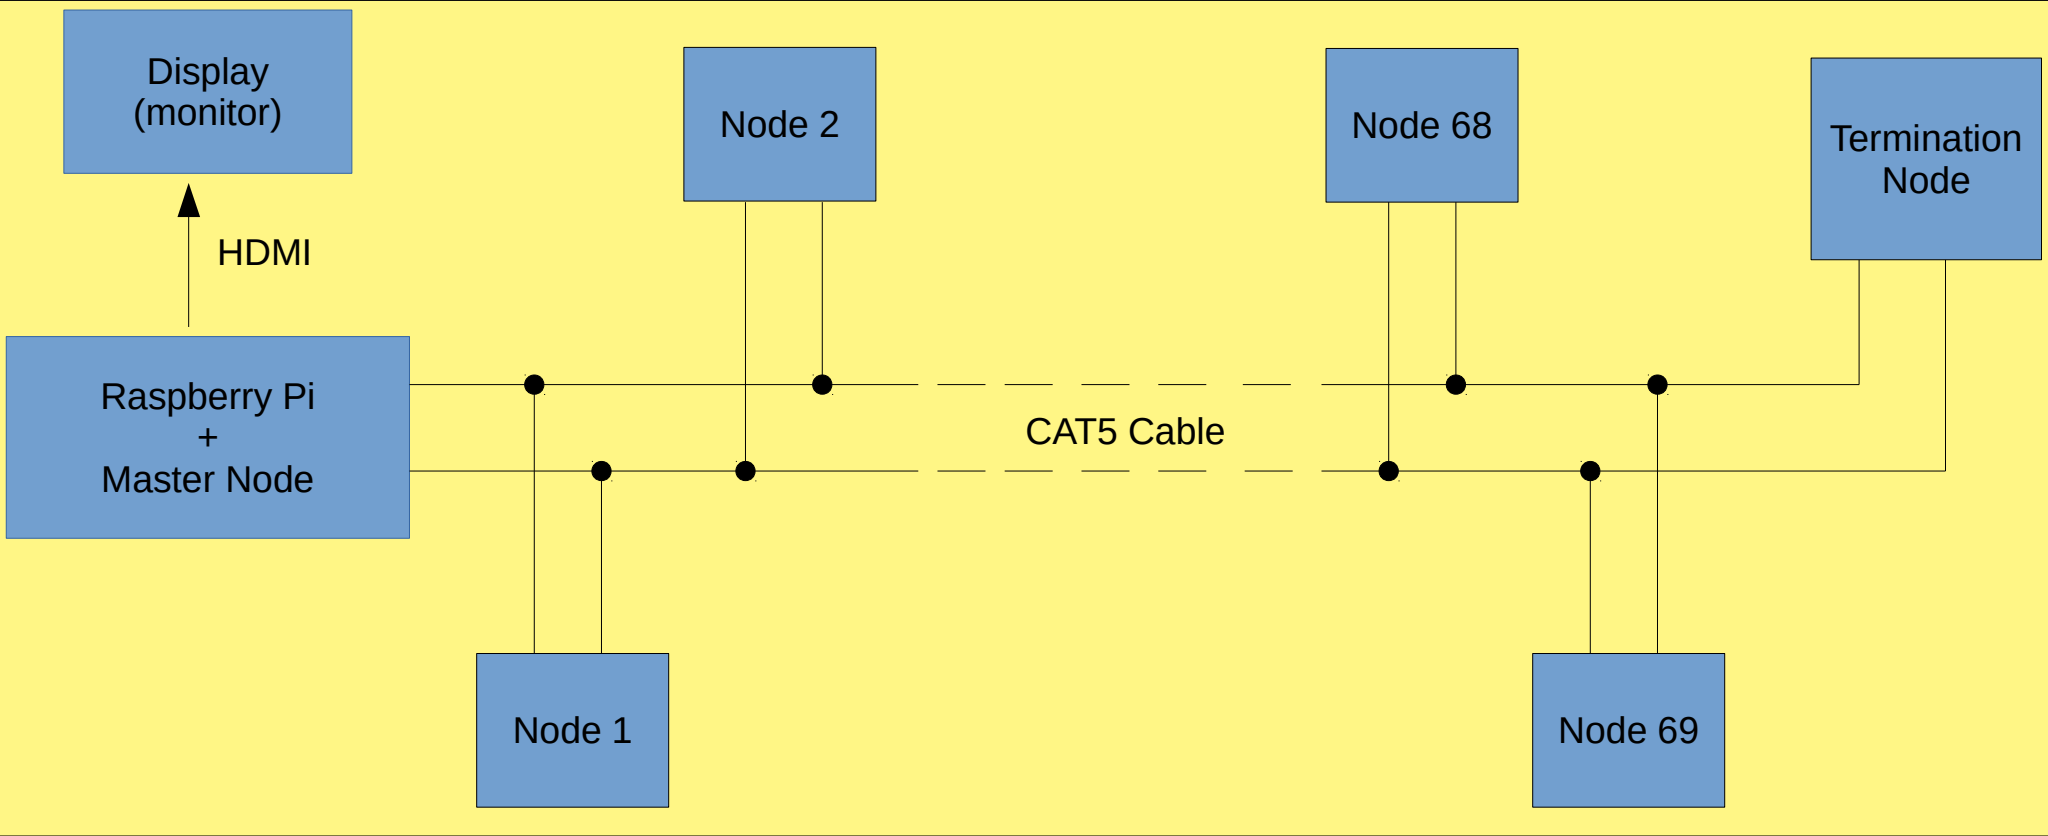 Display
(monitor)
Node 2
Node 68
Termination
Node
HDMI
Raspberry Pi
+
Master Node
CAT5 Cable
Node 1
Node 69